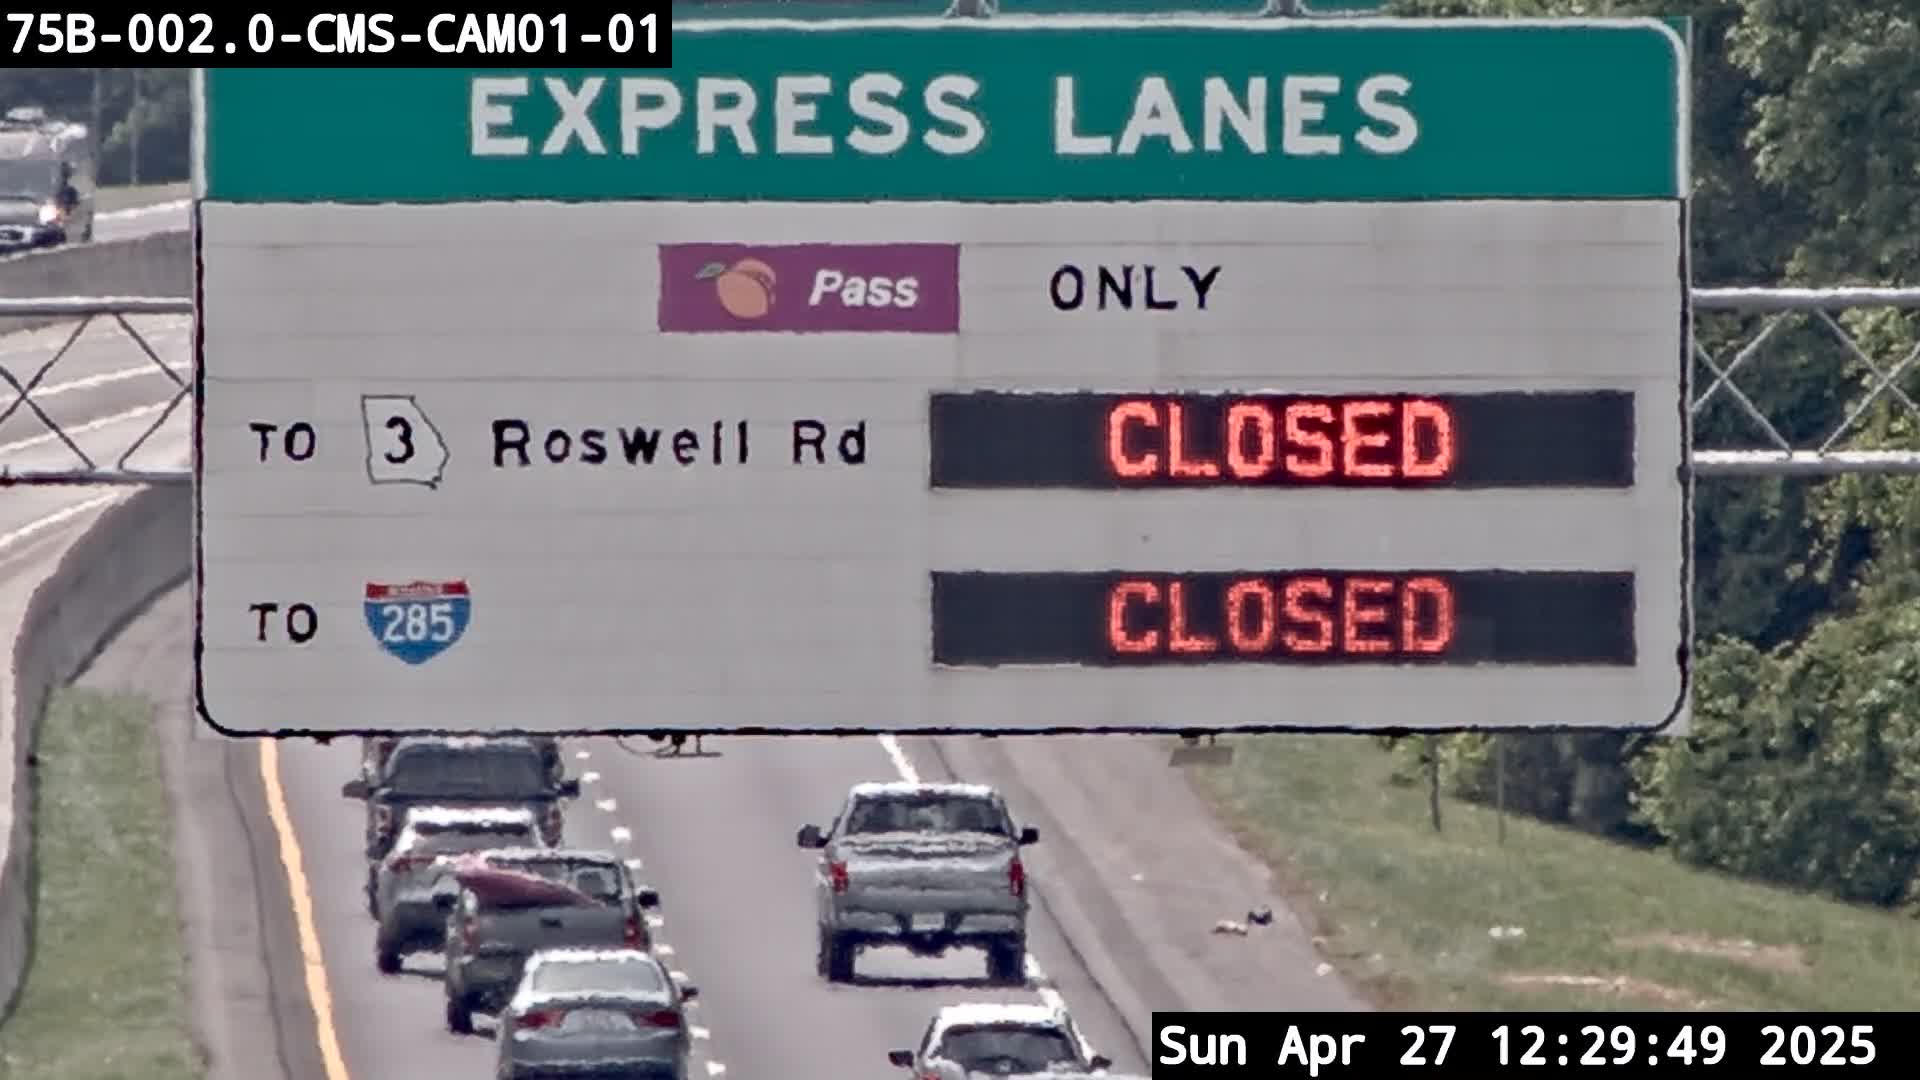 75B-002.0-CMS-CAM01-01
EXPRESS LANES
Pass ONLY
TO 3 Roswell Rd CLOSED
TO 285 CLOSED
Sun Apr 27 12:29:49 2025